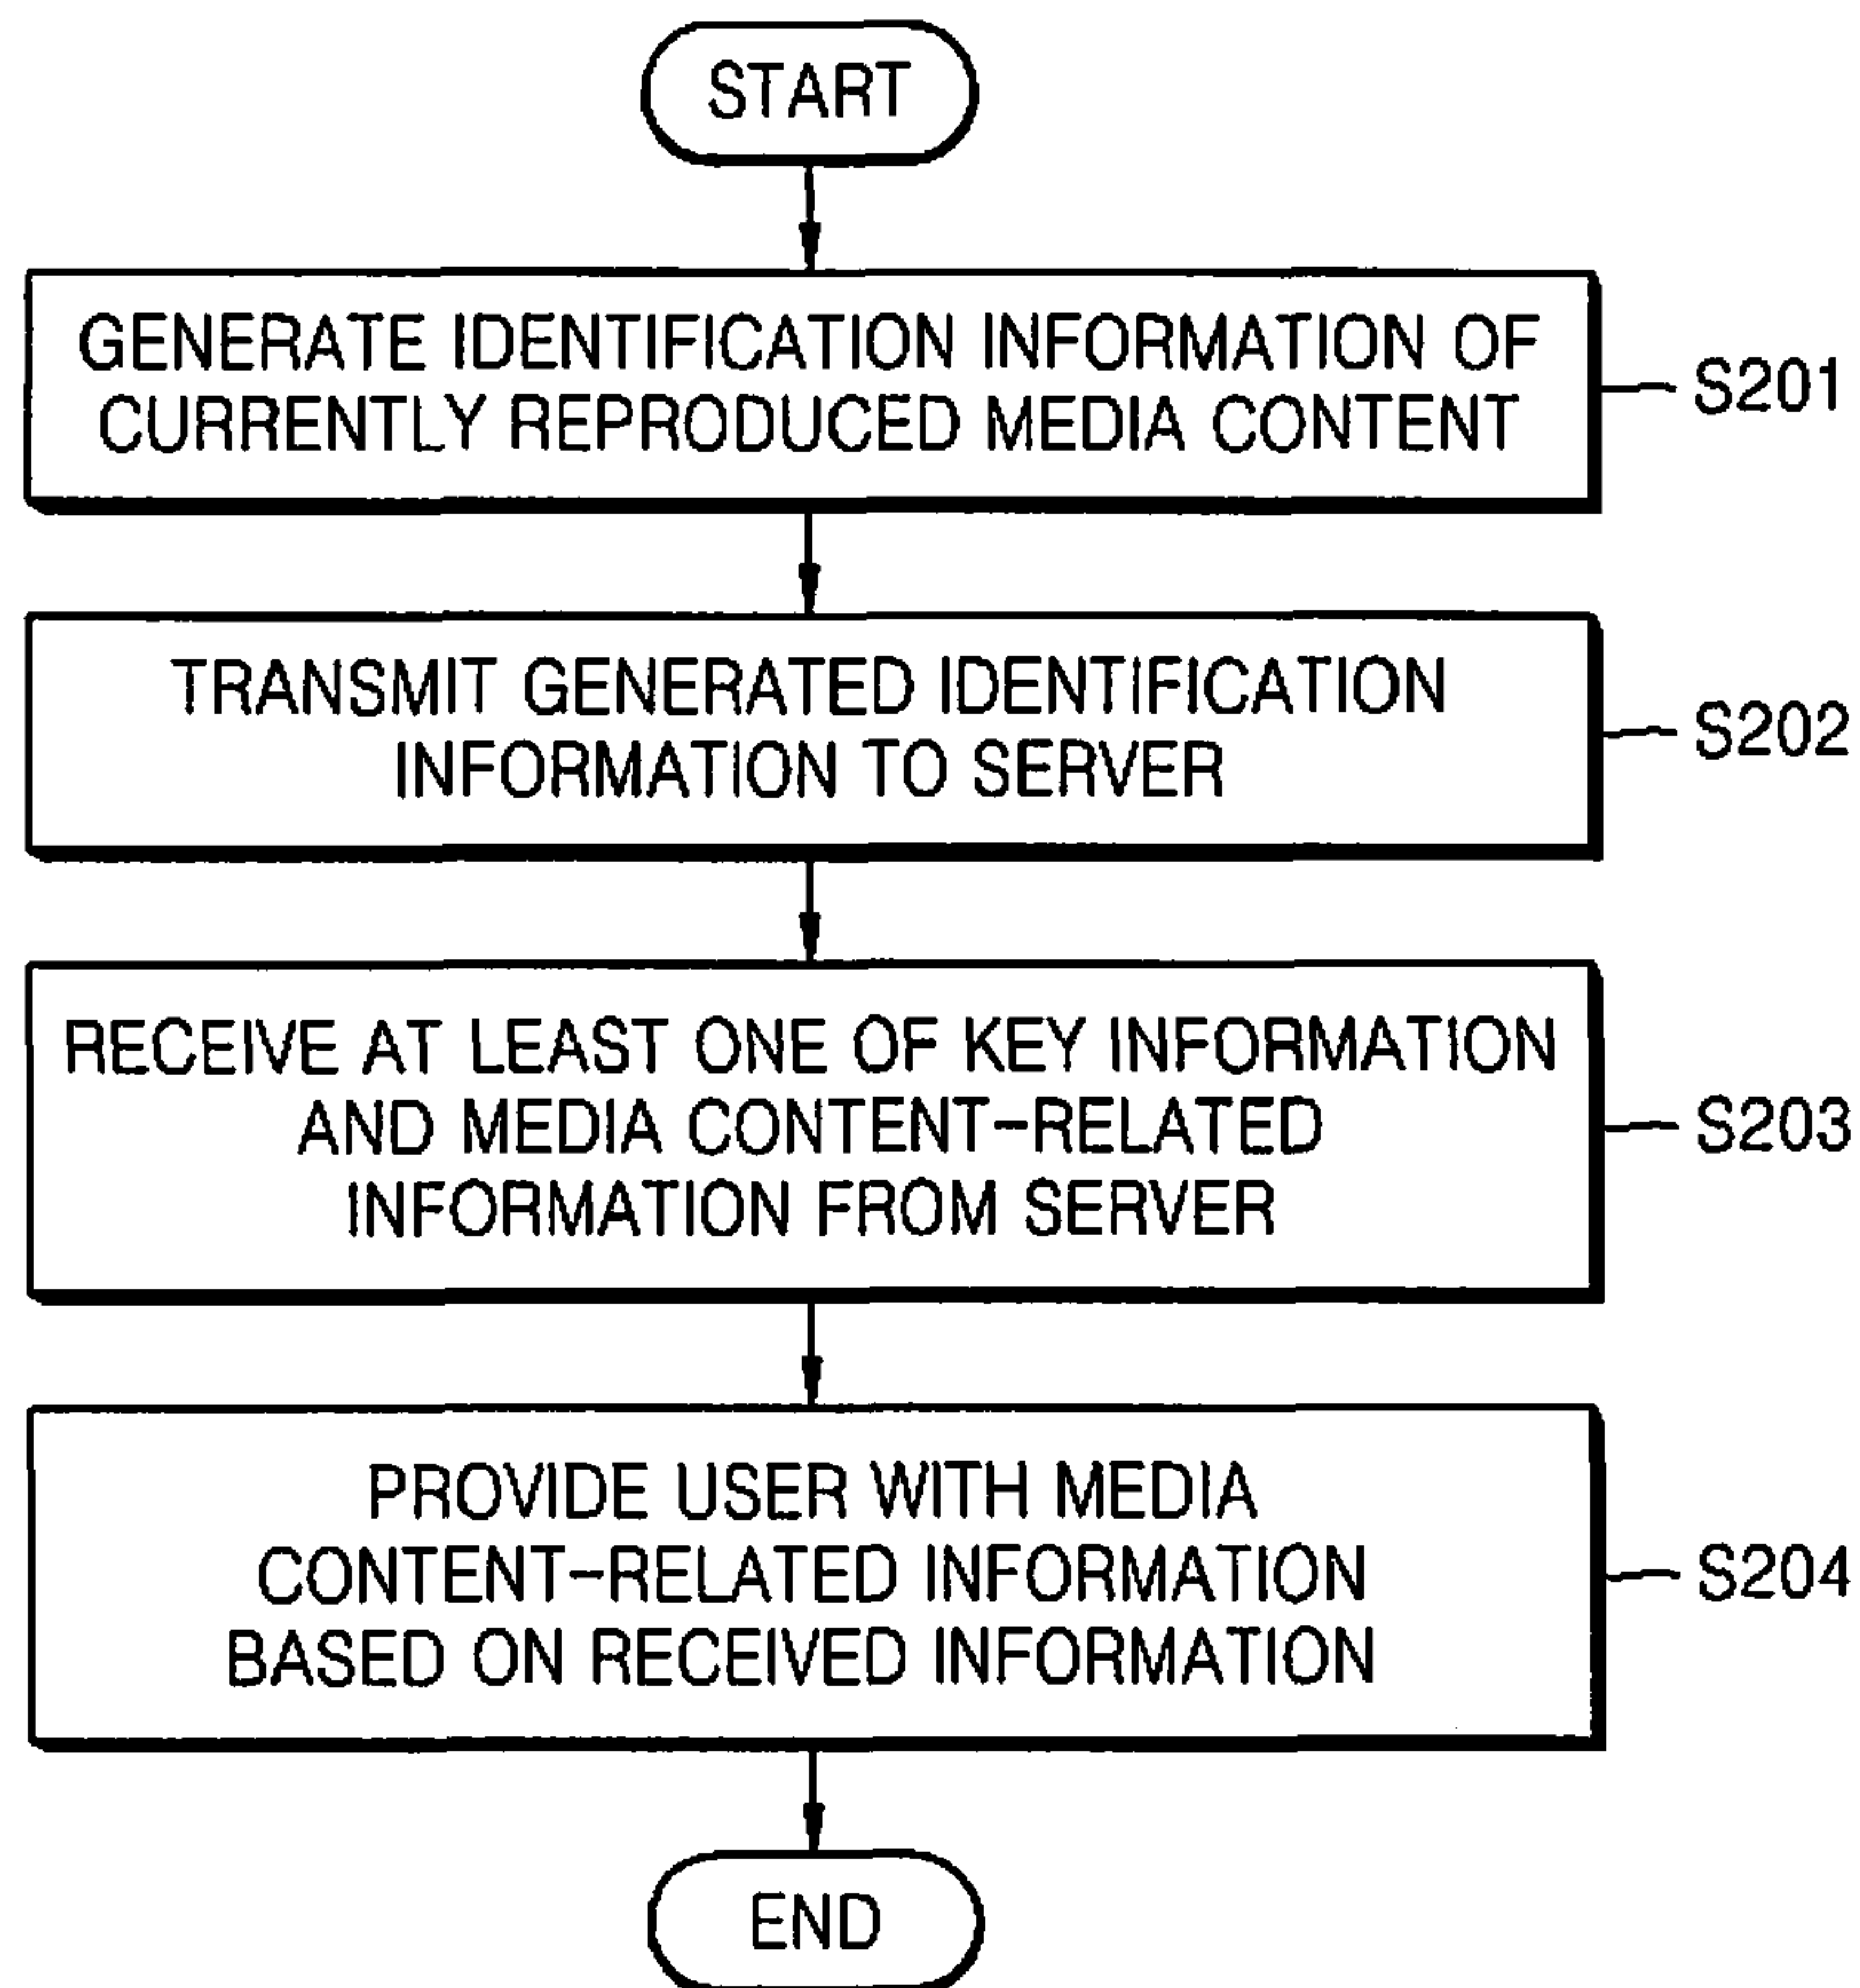 START
GENERATE IDENTIFICATION INFORMATION OF
CURRENTLY REPRODUCED MEDIA CONTENT
S201
TRANSMIT GENERATED IDENTIFICATION
INFORMATION TO SERVER
S202
RECEIVE AT LEAST ONE OF KEY INFORMATION
AND MEDIA CONTENT-RELATED
INFORMATION FROM SERVER
S203
PROVIDE USER WITH MEDIA
CONTENT-RELATED INFORMATION
BASED ON RECEIVED INFORMATION
S204
END